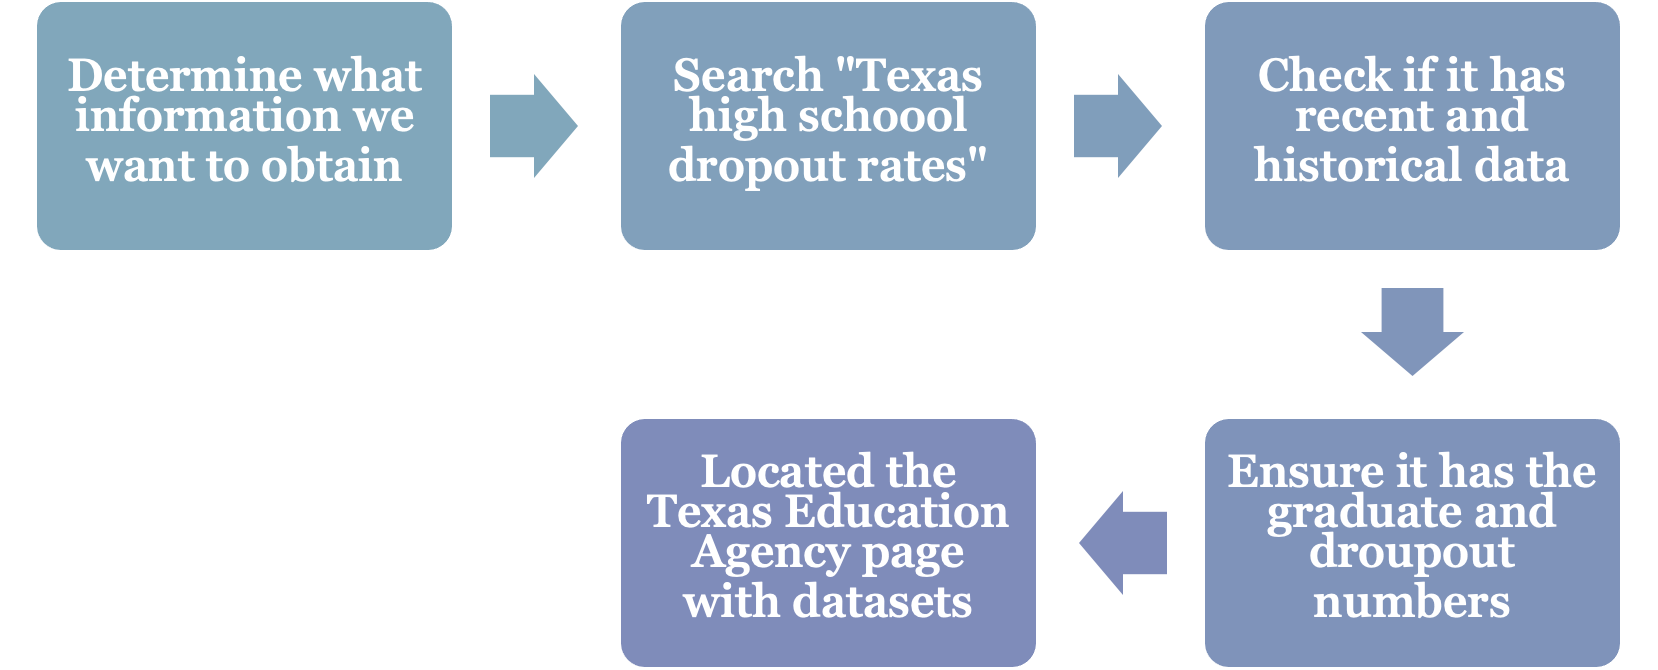 Determine what
information we
want to obtain
Search "Texas
high schoool
dropout rates"
Check if it has
recent and
historical data
Ensure it has the
graduate and
droupout
numbers
Located the
Texas Education
Agency page
with datasets